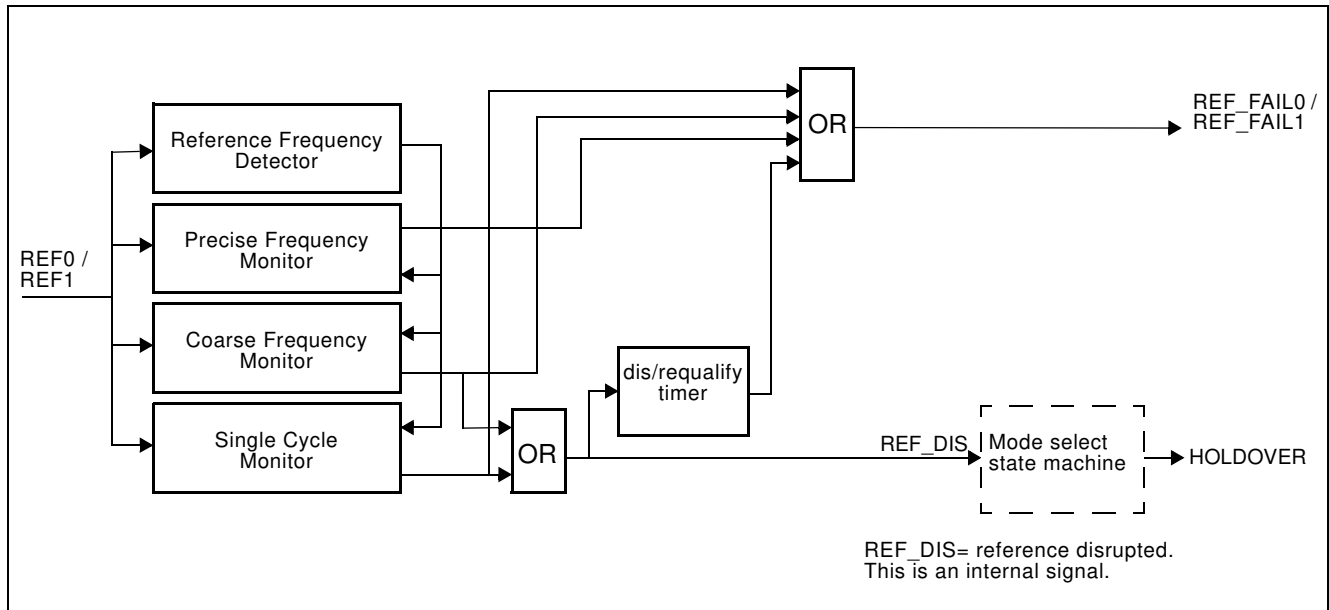 Reference Frequency
Detector
Precise Frequency
Monitor
Coarse Frequency
Monitor
Single Cycle
Monitor
REF0 /
REF1
OR
dis/requalify
timer
OR
REF_FAIL0 /
REF_FAIL1
REF_DIS
Mode select
state machine
HOLDOVER
REF_DIS= reference disrupted.
This is an internal signal.